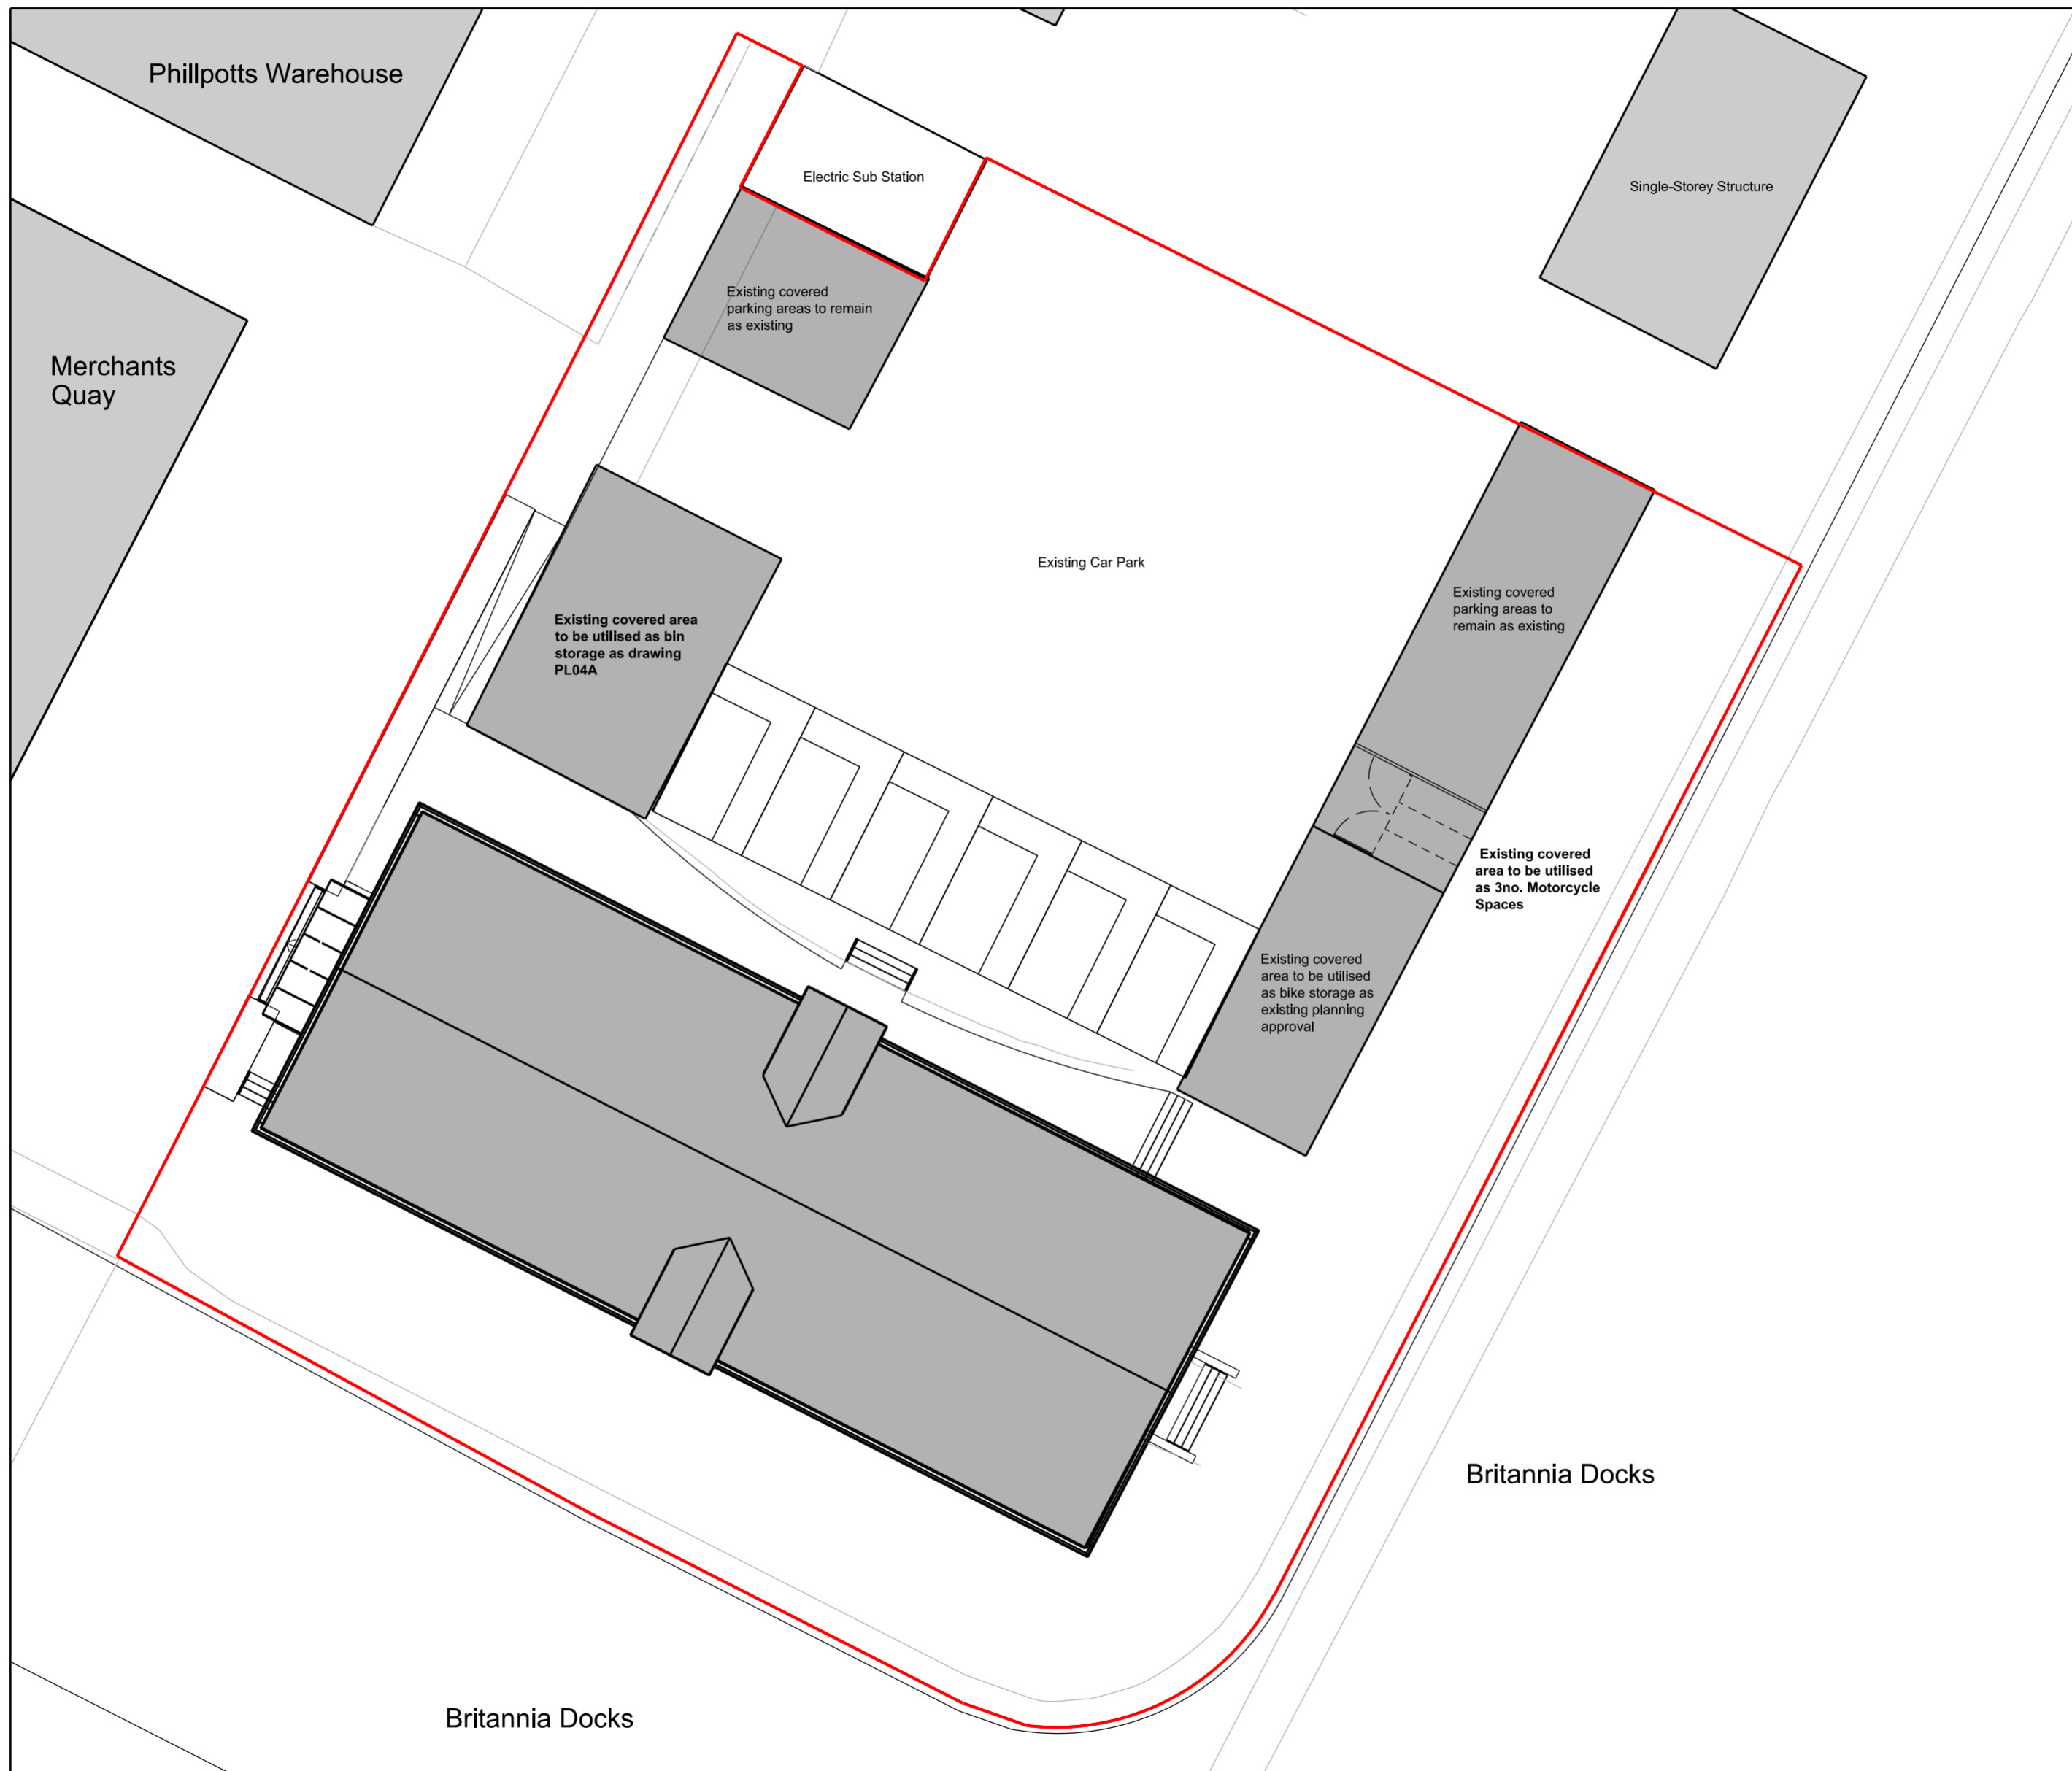 Phillpotts Warehouse
Electric Sub Station
Single-Storey Structure
Existing covered
parking areas to remain
as existing
Merchants
Quay
Existing Car Park
Existing covered
parking areas to
remain as existing
Existing covered area
to be utilised as bin
storage as drawing
PL04A
Existing covered
area to be utilised
as 3no. Motorcycle
Spaces
Existing covered
area to be utilised
as bike storage as
existing planning
approval
Britannia Docks
Britannia Docks